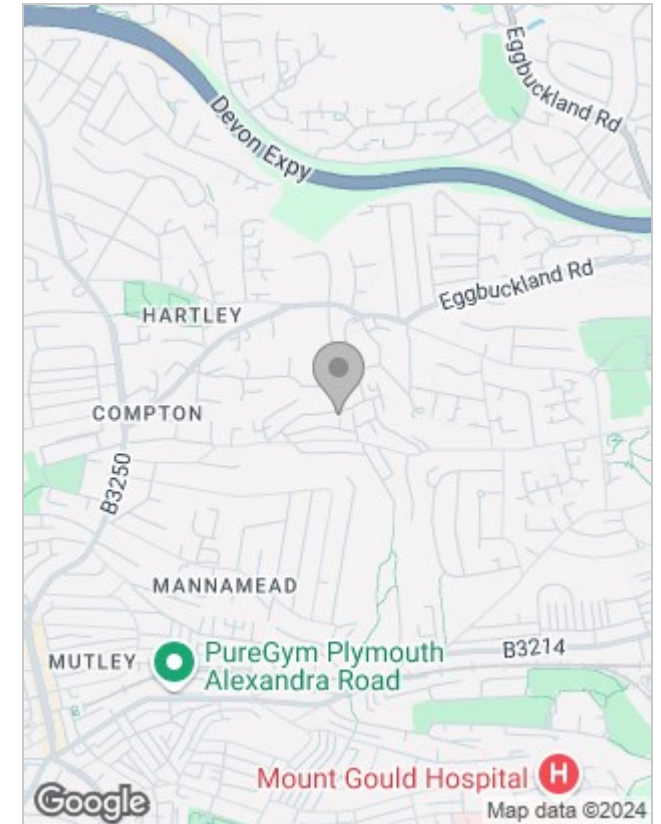 Eggbuckland Rd
Devon Expy
Eggbuckland Rd
HARTLEY
COMPTON
B3250
MANNAMEAD
MUTLEY
PureGym Plymouth
Alexandra Road
B3214
Mount Gould Hospital
H
Google
Map data ©2024